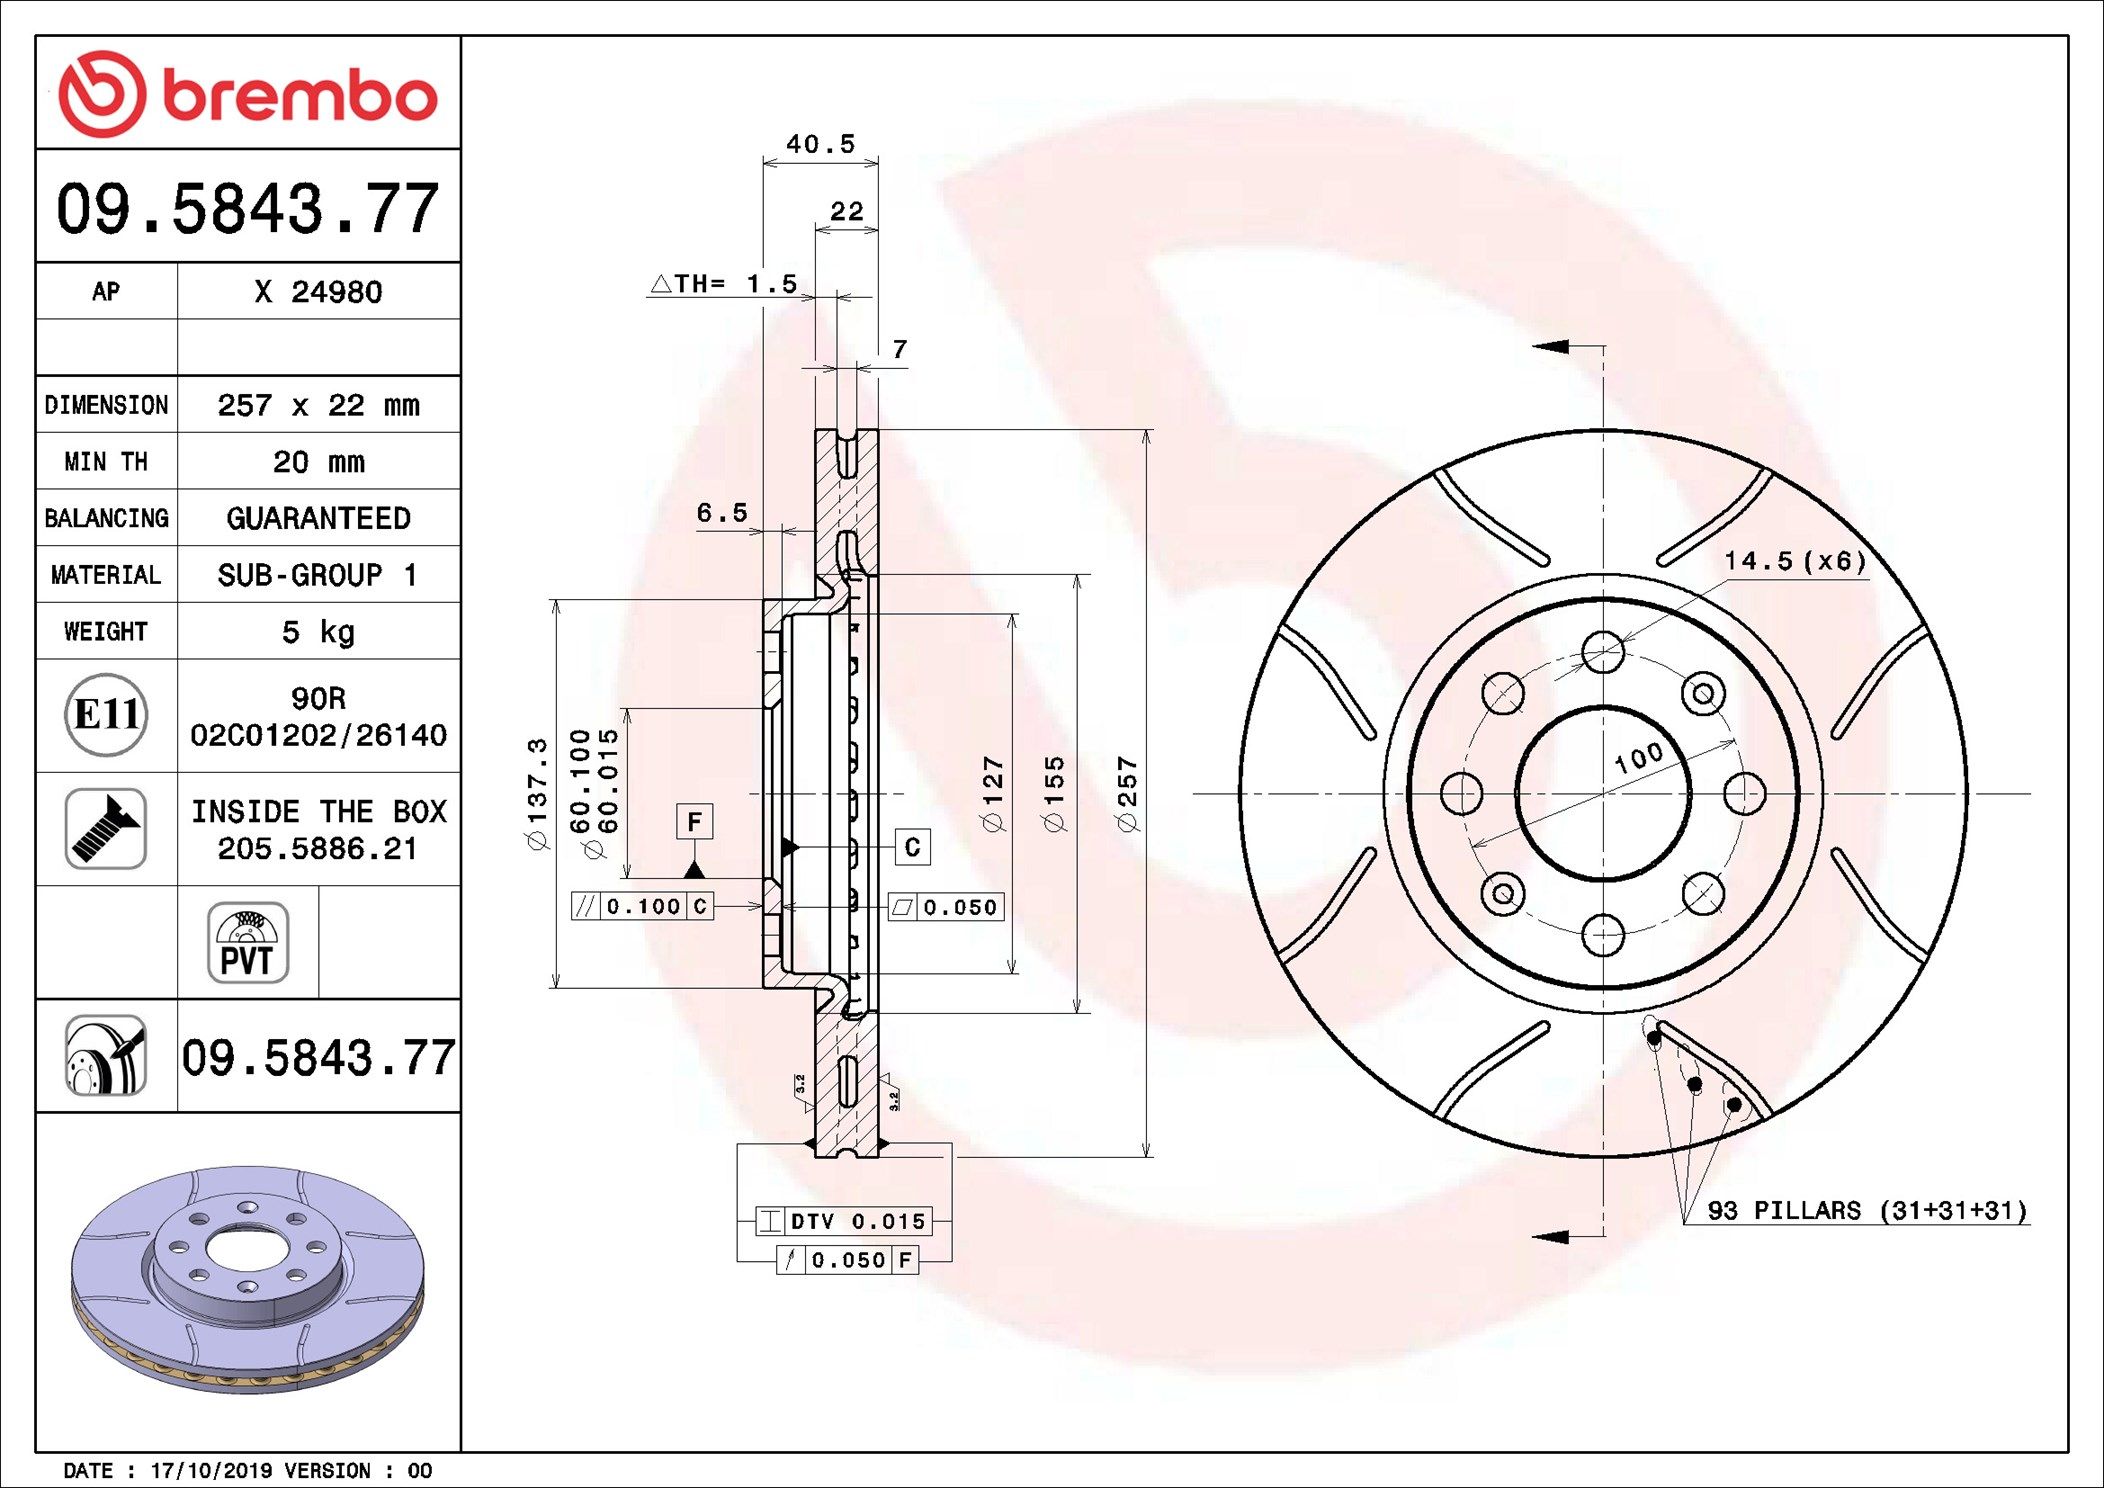 brembo
09.5843.77
AP X 24980
DIMENSION 257 x 22 mm
MIN TH 20 mm
BALANCING GUARANTEED
MATERIAL SUB-GROUP 1
WEIGHT 5 kg
E11 90R
02C01202/26140
INSIDE THE BOX
205.5886.21
PVT
09.5843.77
DATE : 17/10/2019 VERSION : 00
40.5
22
△TH= 1.5
7
6.5
⌀137.3
⌀ 60.100
60.015
F
C
⌀127
⌀155
⌀257
// 0.100 C
⏥ 0.050
3.2
3.2
DTV 0.015
↗ 0.050 F
14.5(x6)
100
93 PILLARS (31+31+31)